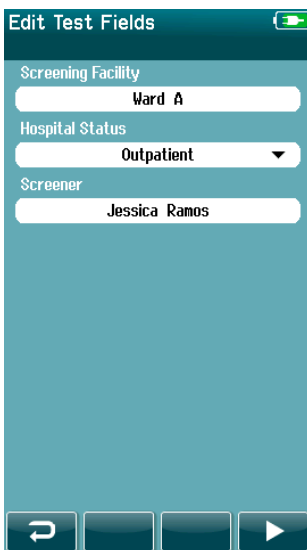 Edit Test Fields
Screening Facility
Ward A
Hospital Status
Outpatient
Screener
Jessica Ramos